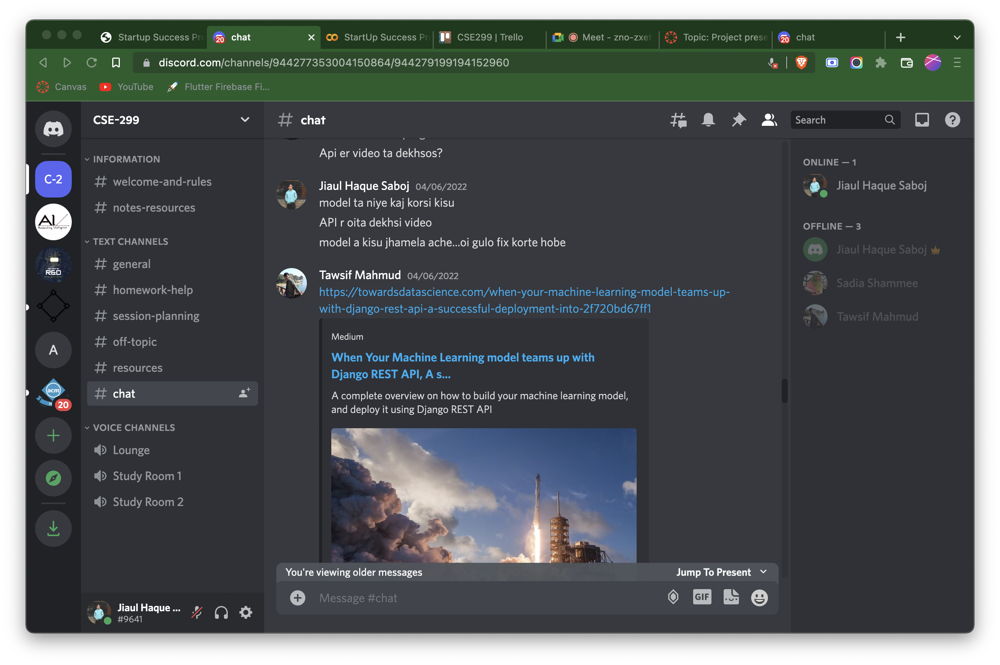 Startup Success Pre
20
chat
StartUp Success Pr
CSE299 | Trello
Meet - zno-zxet
Topic: Project prese
20
chat
discord.com/channels/944277353004150864/944279199194152960
Canvas
YouTube
Flutter Firebase Fi...
CSE-299
INFORMATION
welcome-and-rules
notes-resources
TEXT CHANNELS
general
homework-help
session-planning
off-topic
resources
chat
VOICE CHANNELS
Lounge
Study Room 1
Study Room 2
Jiaul Haque ...
#9641
C-2
AI
Accelerating Intelligence
R&D
A
acm
N
20
chat
Search
Api er video ta dekhsos?
Jiaul Haque Saboj 04/06/2022
model ta niye kaj korsi kisu
API r oita dekhsi video
model a kisu jhamela ache...oi gulo fix korte hobe
Tawsif Mahmud 04/06/2022
https://towardsdatascience.com/when-your-machine-learning-model-teams-up-
with-django-rest-api-a-successful-deployment-into-2f720bd67ff1
Medium
When Your Machine Learning model teams up with
Django REST API, A s...
A complete overview on how to build your machine learning model,
and deploy it using Django REST API
You're viewing older messages
Jump To Present
Message #chat
GIF
ONLINE — 1
Jiaul Haque Saboj
OFFLINE — 3
Jiaul Haque Saboj
Sadia Shammee
Tawsif Mahmud